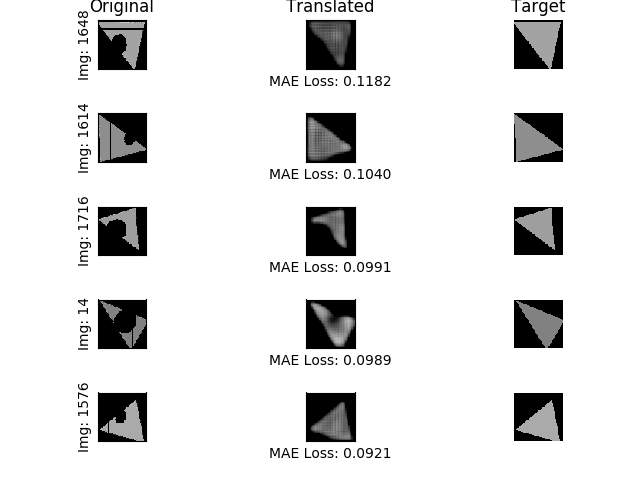 Original Translated Target
Img: 1648
MAE Loss: 0.1182
Img: 1614
MAE Loss: 0.1040
Img: 1716
MAE Loss: 0.0991
Img: 14
MAE Loss: 0.0989
Img: 1576
MAE Loss: 0.0921